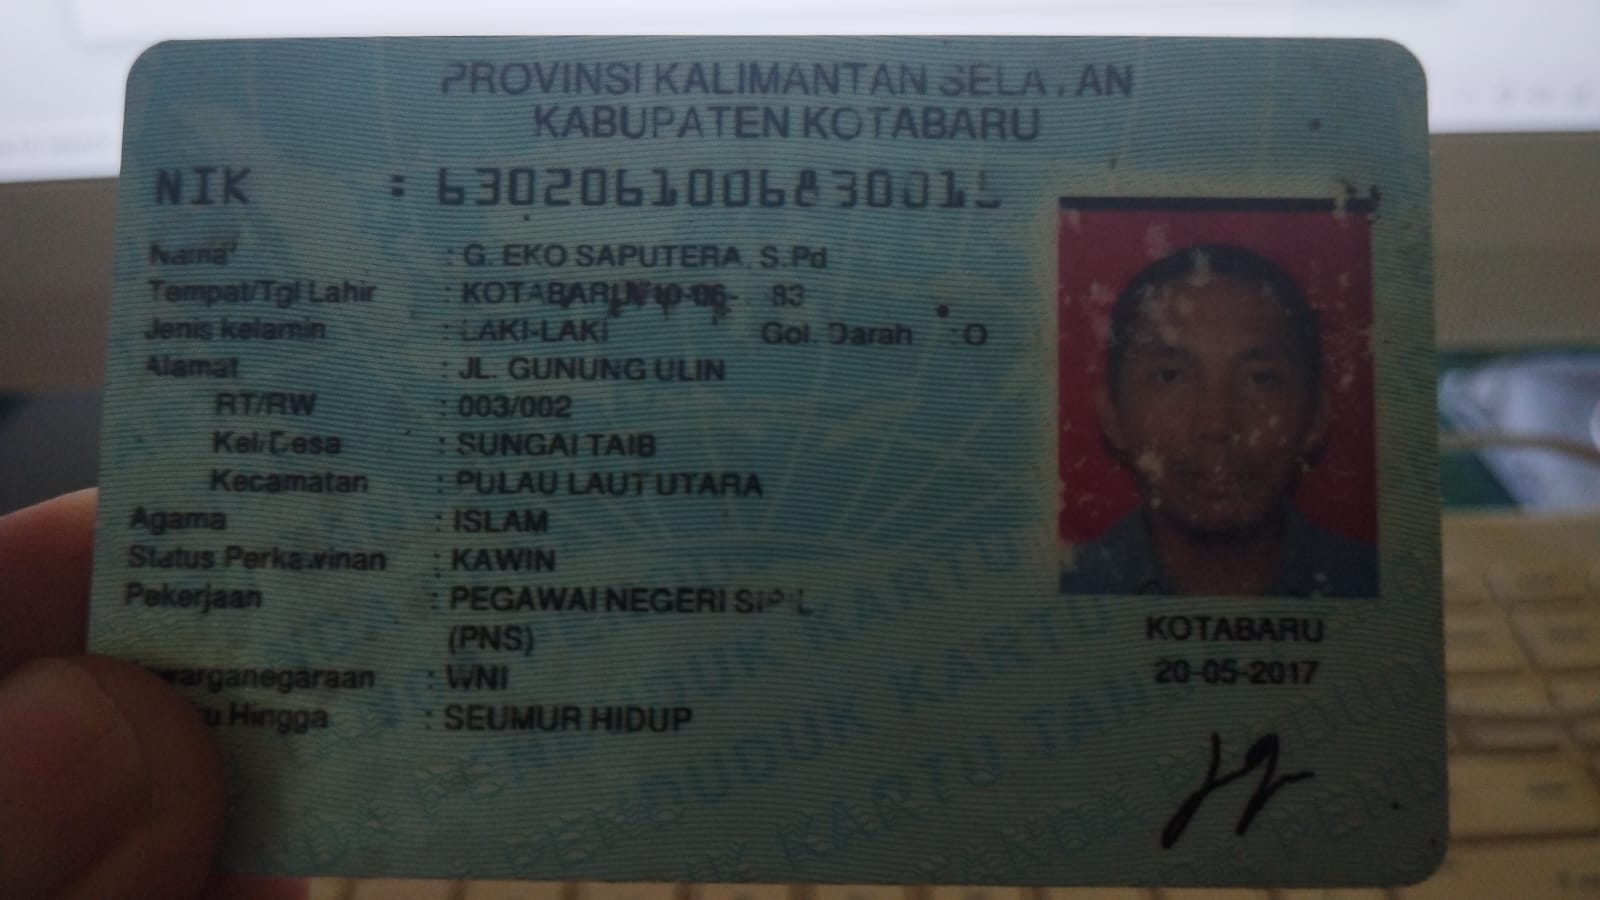 PROVINSI KALIMANTAN SELATAN
KABUPATEN KOTABARU
NIK : 63020610068300
Nama : G. EKO SAPUTERA, S.Pd
Tempat/Tgl Lahir : KOTABARU 10-06- 83
Jenis kelamin : LAKI-LAKI Gol. Darah : O
Alamat : JL. GUNUNG ULIN
RT/RW : 003/002
Kel/Desa : SUNGAI TAIB
Kecamatan : PULAU LAUT UTARA
Agama : ISLAM
Status Perkawinan : KAWIN
Pekerjaan : PEGAWAI NEGERI SIPIL
(PNS)
warganegaraan : WNI
Hingga : SEUMUR HIDUP
KOTABARU
20-05-2017